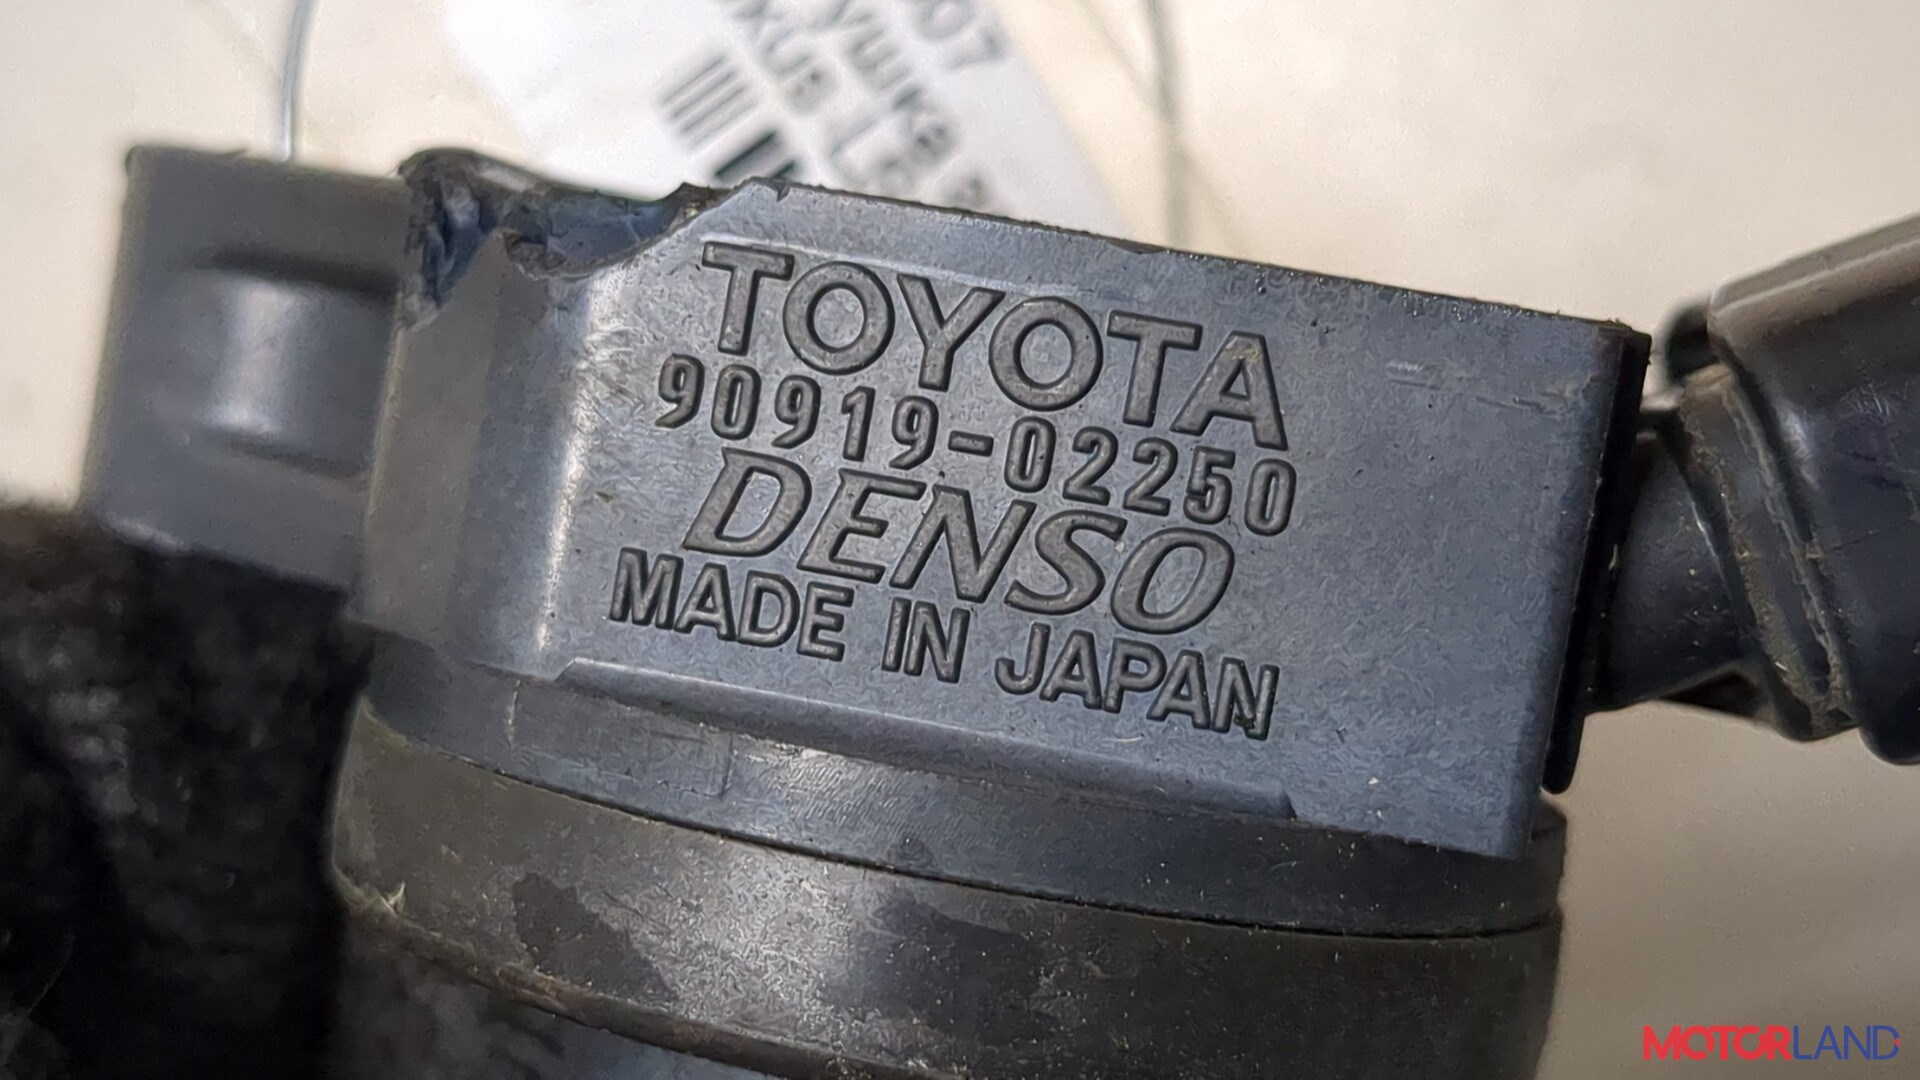 TOYOTA
90919-02250
DENSO
MADE IN JAPAN
MOTORLAND